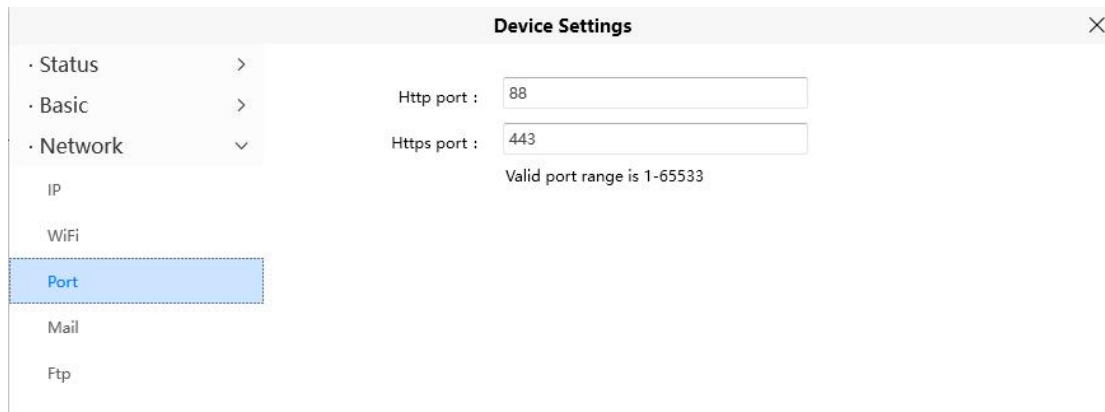 Device Settings
· Status
· Basic
· Network
IP
WiFi
Port
Mail
Ftp
Http port : 88
Https port : 443
Valid port range is 1-65533